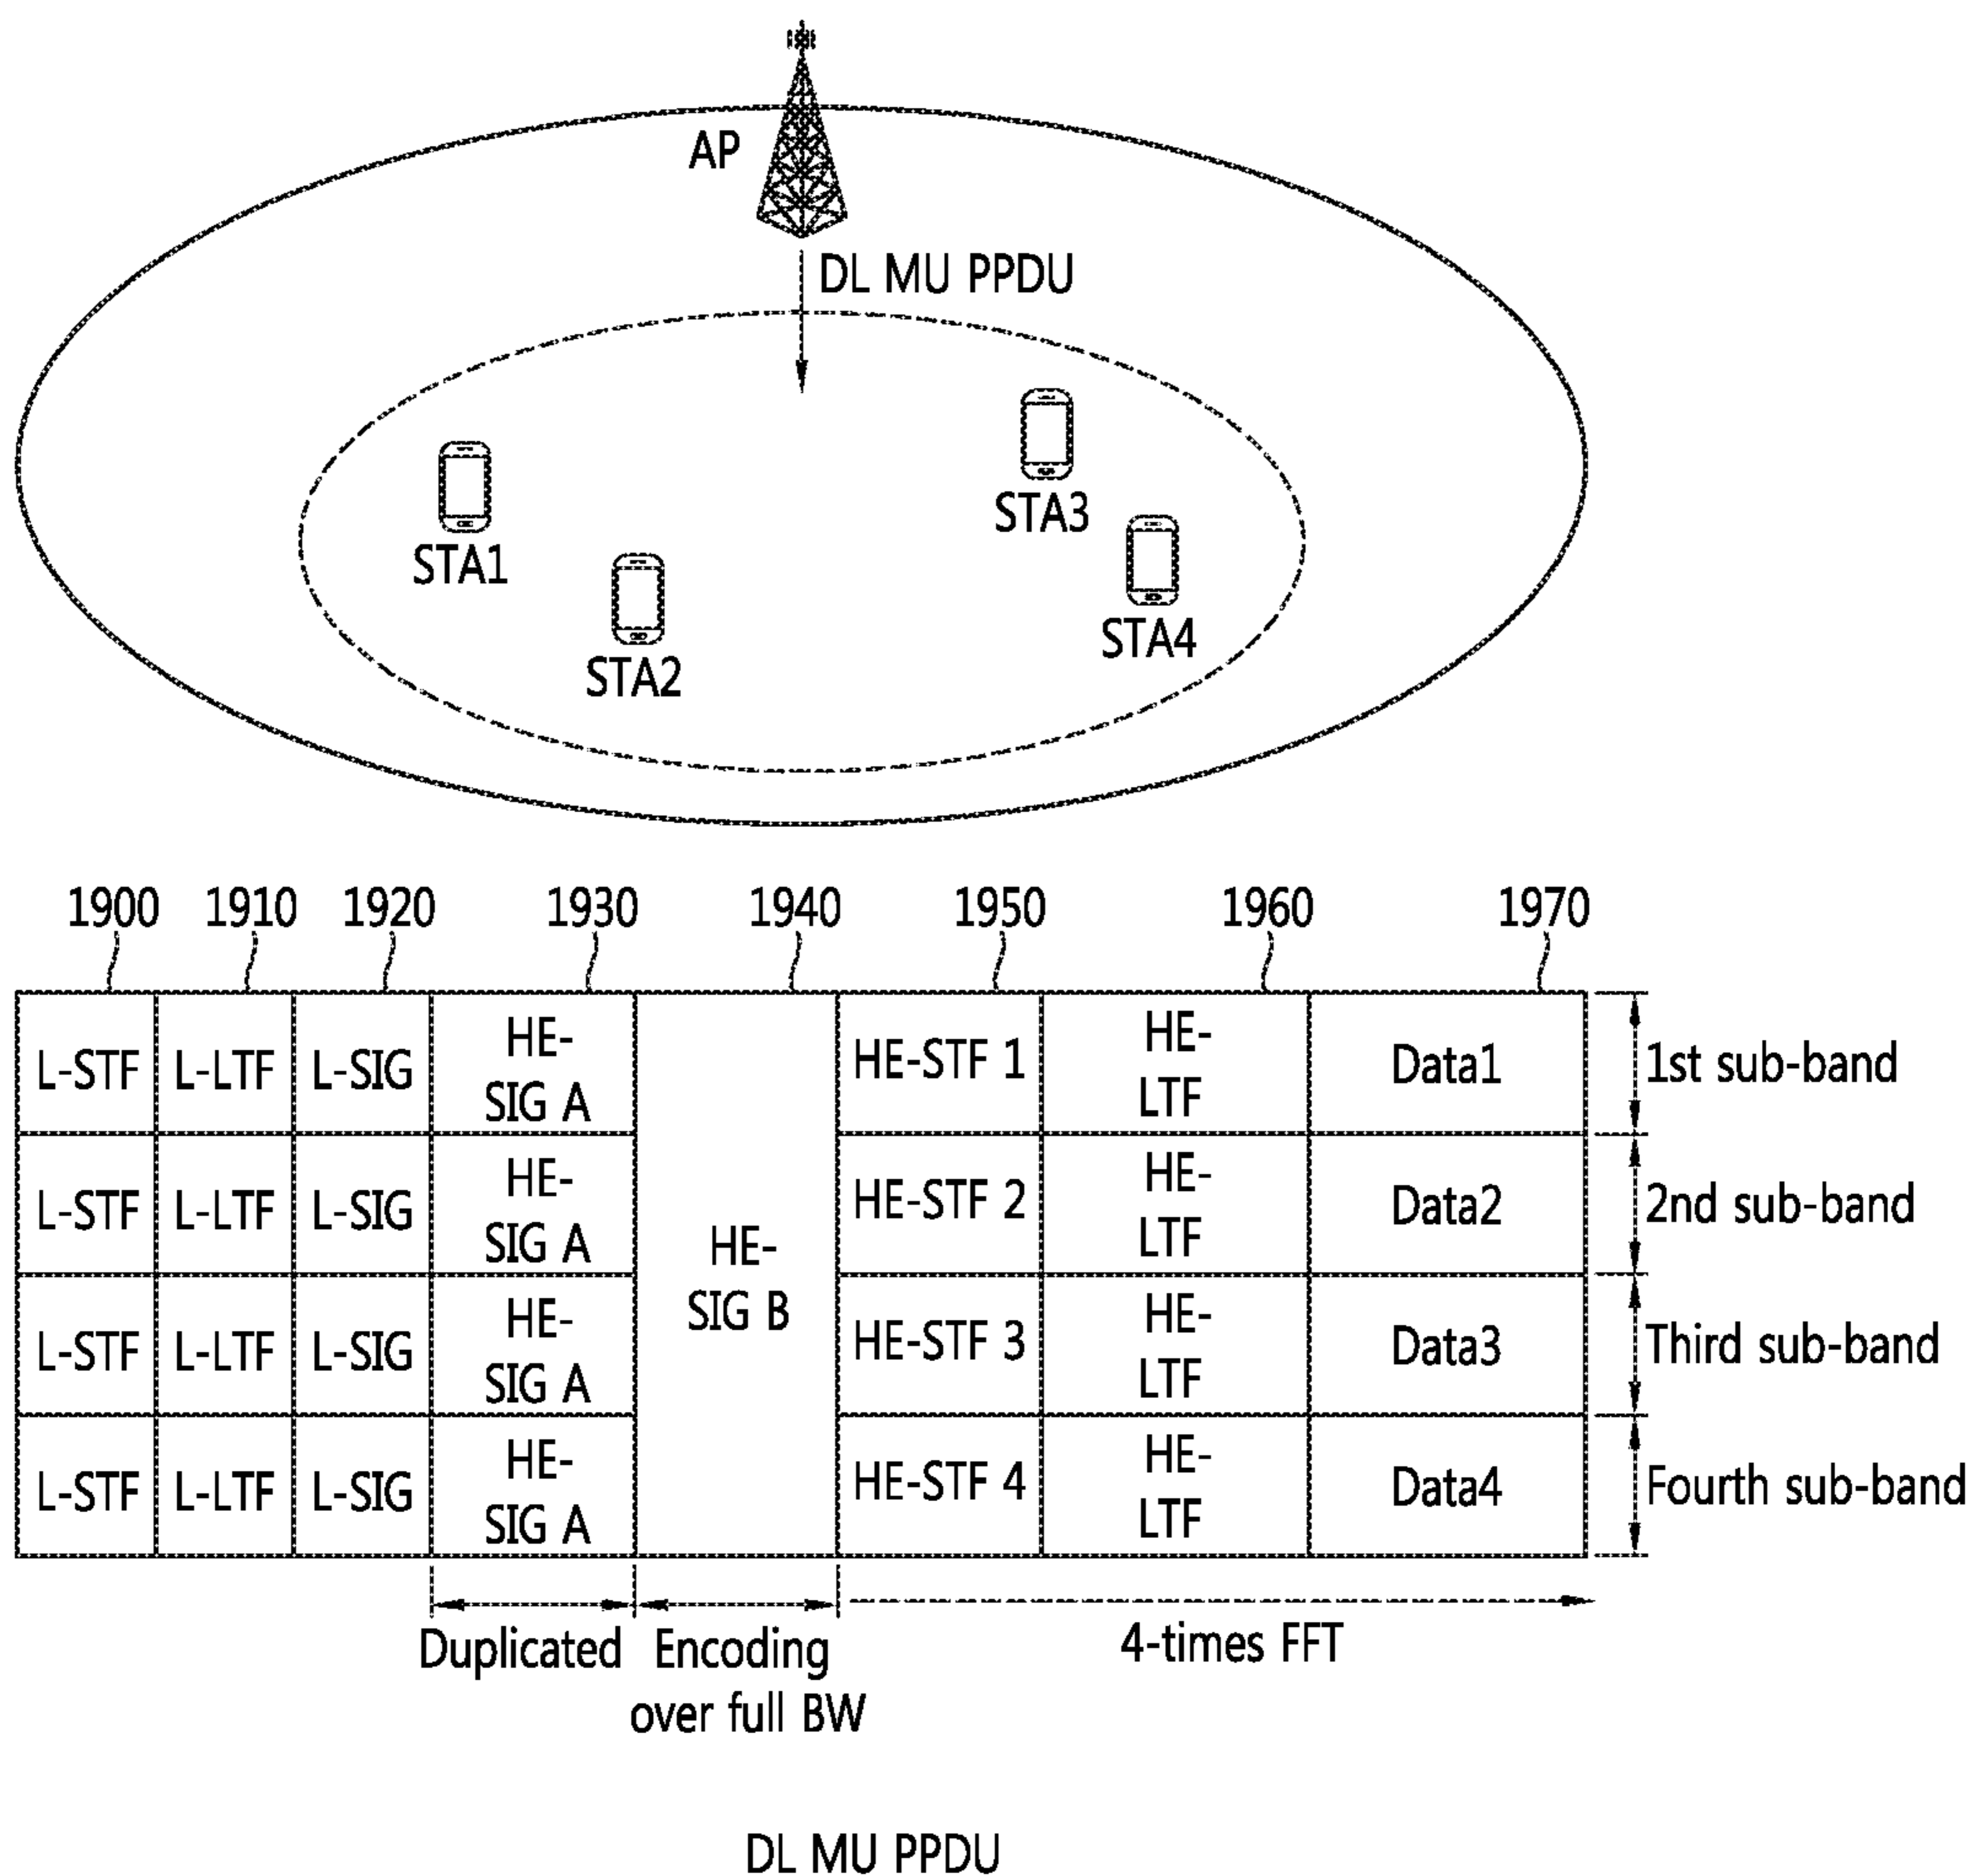 AP
DL MU PPDU
STA3
STA1
STA4
STA2
1900 1910 1920 1930 1940 1950 1960 1970
L-STF L-LTF L-SIG HE-
SIG A HE-STF 1 HE-
LTF Data1 1st sub-band
L-STF L-LTF L-SIG HE-
SIG A HE-STF 2 HE-
LTF Data2 2nd sub-band
HE-
SIG B
L-STF L-LTF L-SIG HE-
SIG A HE-STF 3 HE-
LTF Data3 Third sub-band
L-STF L-LTF L-SIG HE-
SIG A HE-STF 4 HE-
LTF Data4 Fourth sub-band
Duplicated Encoding
over full BW
4-times FFT
DL MU PPDU